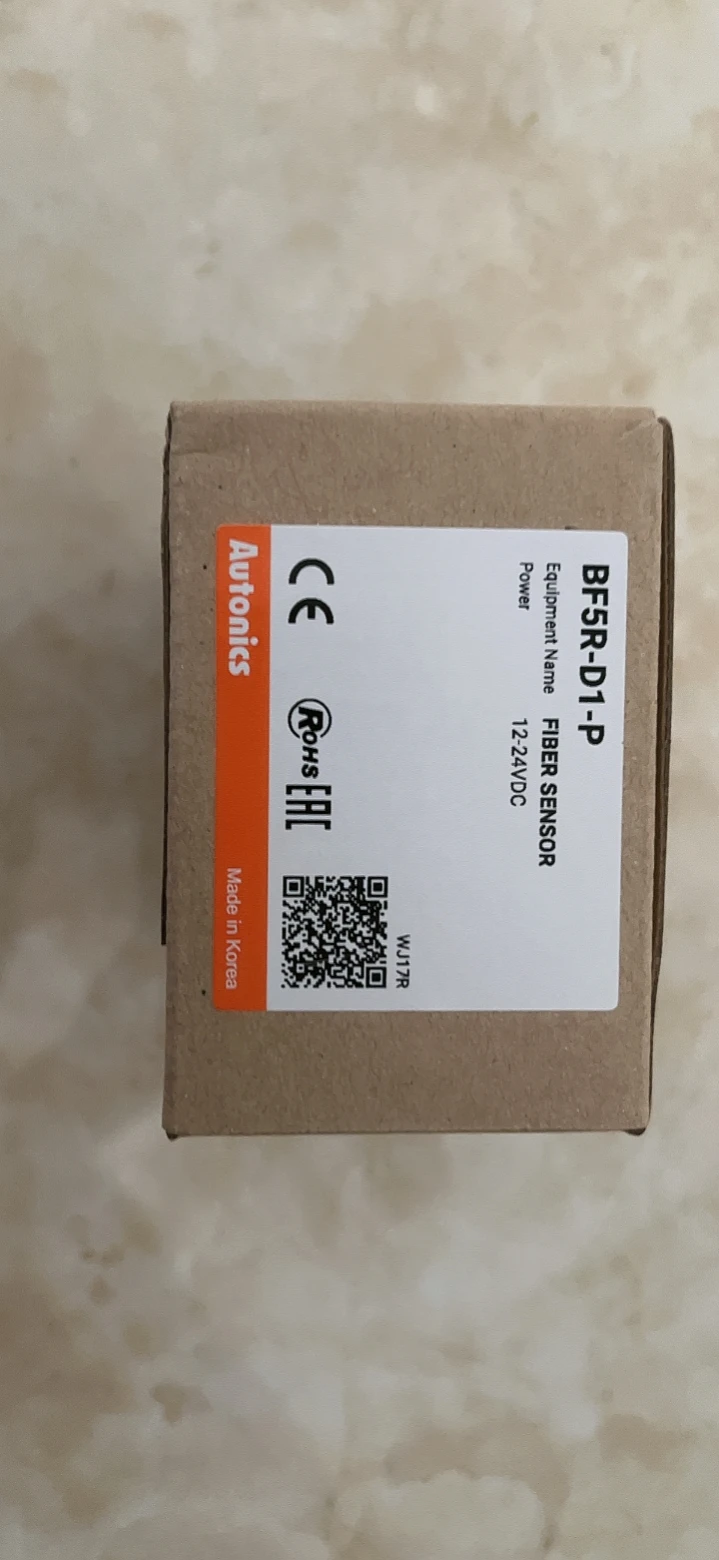 BF5R-D1-P
Equipment Name FIBER SENSOR
Power 12-24VDC
WJ17R
CE
RoHS
EAC
Autonics Made in Korea